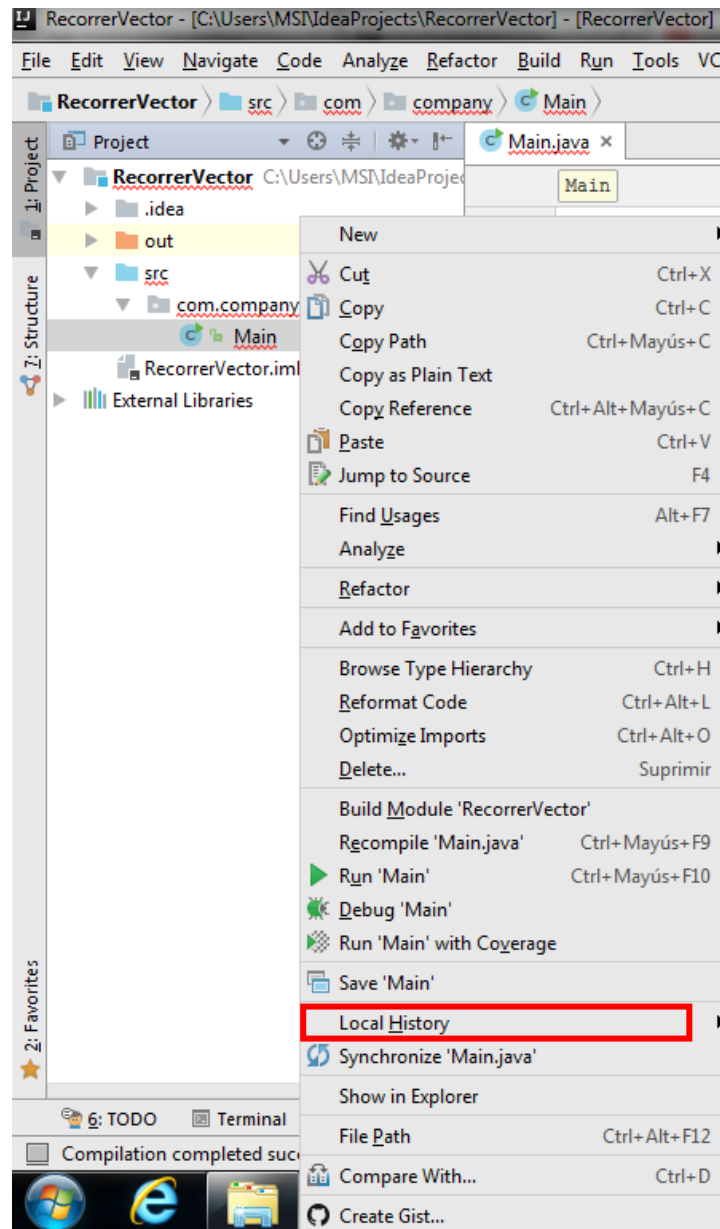 RecorrerVector - [C:\Users\MSI\IdeaProjects\RecorrerVector] - [RecorrerVector]
File Edit View Navigate Code Analyze Refactor Build Run Tools VC
RecorrerVector src com company Main
1: Project
Project
Main.java
RecorrerVector C:\Users\MSI\IdeaProjec
Main
.idea
out
src
com.company
Main
RecorrerVector.iml
External Libraries
7: Structure
2: Favorites
New
Cut Ctrl+X
Copy Ctrl+C
Copy Path Ctrl+Mayús+C
Copy as Plain Text
Copy Reference Ctrl+Alt+Mayús+C
Paste Ctrl+V
Jump to Source F4
Find Usages Alt+F7
Analyze
Refactor
Add to Favorites
Browse Type Hierarchy Ctrl+H
Reformat Code Ctrl+Alt+L
Optimize Imports Ctrl+Alt+O
Delete... Suprimir
Build Module 'RecorrerVector'
Recompile 'Main.java' Ctrl+Mayús+F9
Run 'Main' Ctrl+Mayús+F10
Debug 'Main'
Run 'Main' with Coverage
Save 'Main'
Local History
Synchronize 'Main.java'
Show in Explorer
File Path Ctrl+Alt+F12
Compare With... Ctrl+D
Create Gist...
6: TODO Terminal
Compilation completed succ